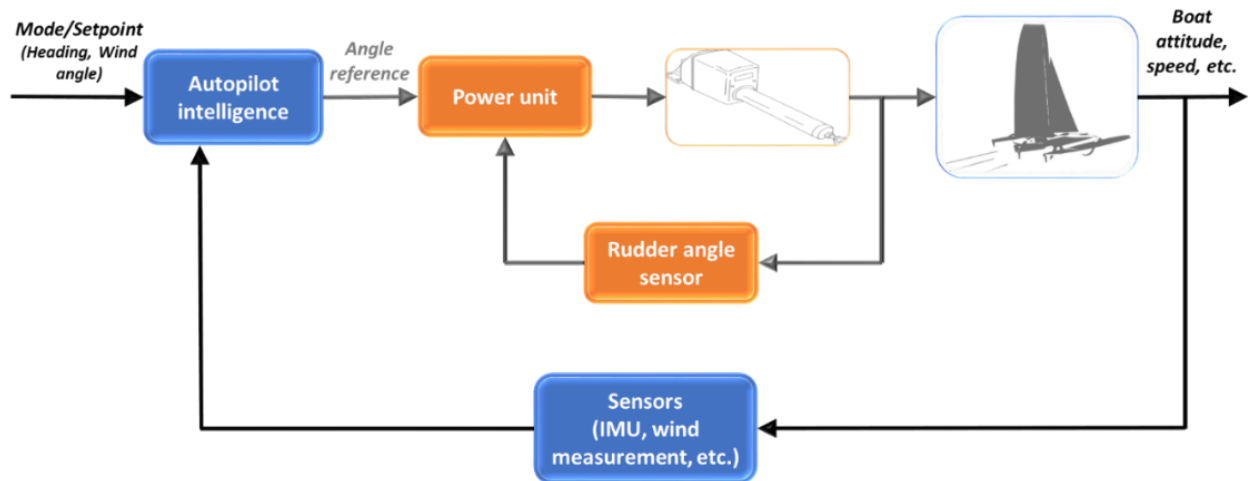 Mode/Setpoint
(Heading, Wind
angle)
Autopilot
intelligence
Angle
reference
Power unit
Boat
attitude,
speed, etc.
Rudder angle
sensor
Sensors
(IMU, wind
measurement, etc.)